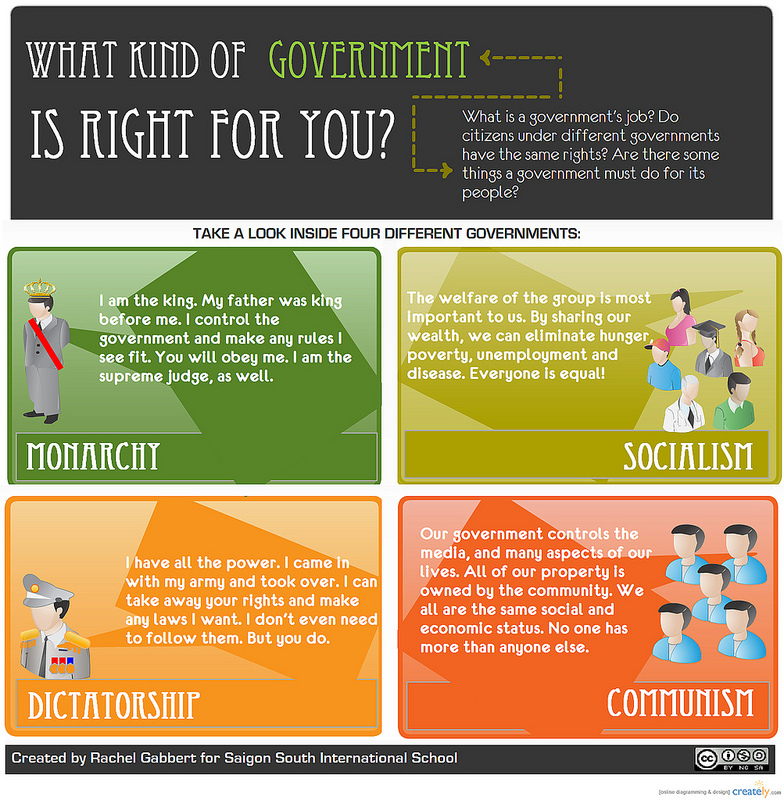 WHAT KIND OF GOVERNMENT
IS RIGHT FOR YOU?
What is a government's job? Do
citizens under different governments
have the same rights? Are there some
things a government must do for its
people?
TAKE A LOOK INSIDE FOUR DIFFERENT GOVERNMENTS:
I am the king. My father was king
before me. I control the
government and make any rules I
see fit. You will obey me. I am the
supreme judge, as well.
MONARCHY
The welfare of the group is most
important to us. By sharing our
wealth, we can eliminate hunger,
poverty, unemployment and
disease. Everyone is equal!
SOCIALISM
I have all the power. I came in
with my army and took over. I can
take away your rights and make
any laws I want. I don't even need
to follow them. But you do.
DICTATORSHIP
Our government controls the
media, and many aspects of our
lives. All of our property is
owned by the community. We
all are the same social and
economic status. No one has
more than anyone else.
COMMUNISM
Created by Rachel Gabbert for Saigon South International School
cc
BY NC SA
[online diagramming & design] creately.com